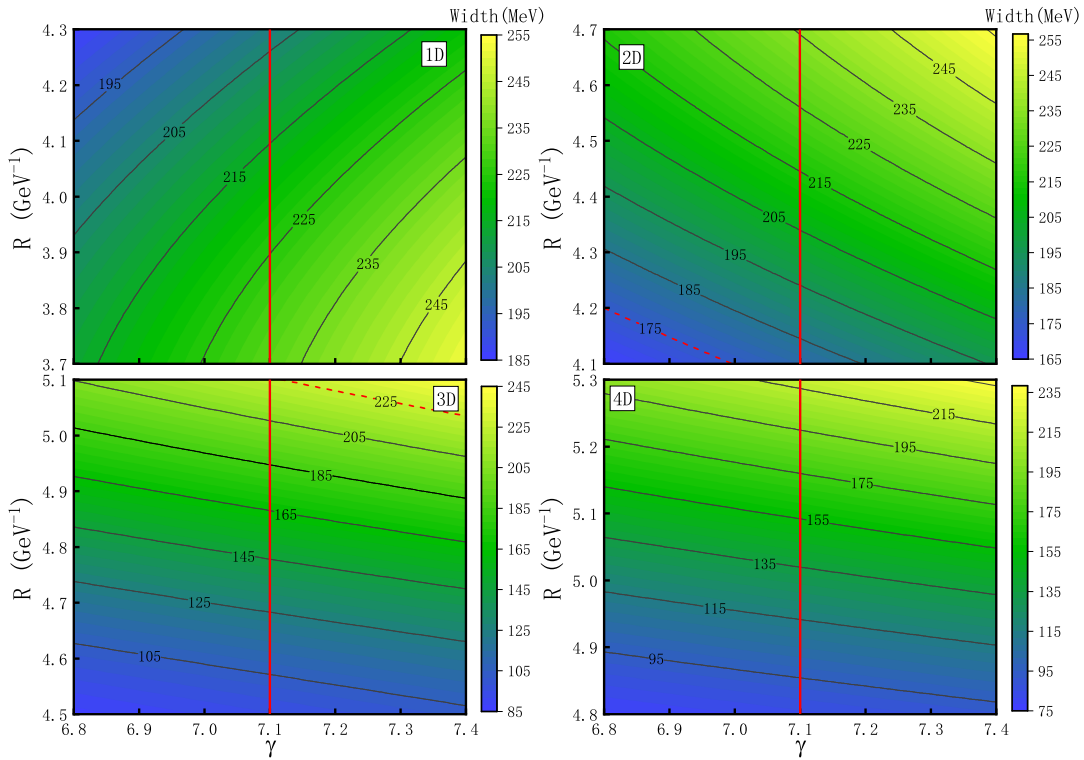 Width(MeV) Width(MeV)
4.3 1D 255 4.7 2D 255
4.2 195 245 4.6 245 245
4.1 205 235 4.5 235 235
4.0 215 225 4.4 225 225
3.9 225 215 4.3 215 215
3.8 235 205 4.2 205 205
3.7 245 195 4.1 195 195
185 185 185
175 175
165
R (GeV⁻¹) R (GeV⁻¹)
5.1 3D 245 5.3 4D 235
5.0 225 225 5.2 215 215
4.9 205 205 5.1 195 195
4.8 185 185 5.0 175 175
4.7 165 165 4.9 155 155
4.6 145 145 4.8 135 135
4.5 125 125 115 115
105 105 95 95
85 75
R (GeV⁻¹) R (GeV⁻¹)
6.8 6.9 7.0 7.1 7.2 7.3 7.4 6.8 6.9 7.0 7.1 7.2 7.3 7.4
γ γ